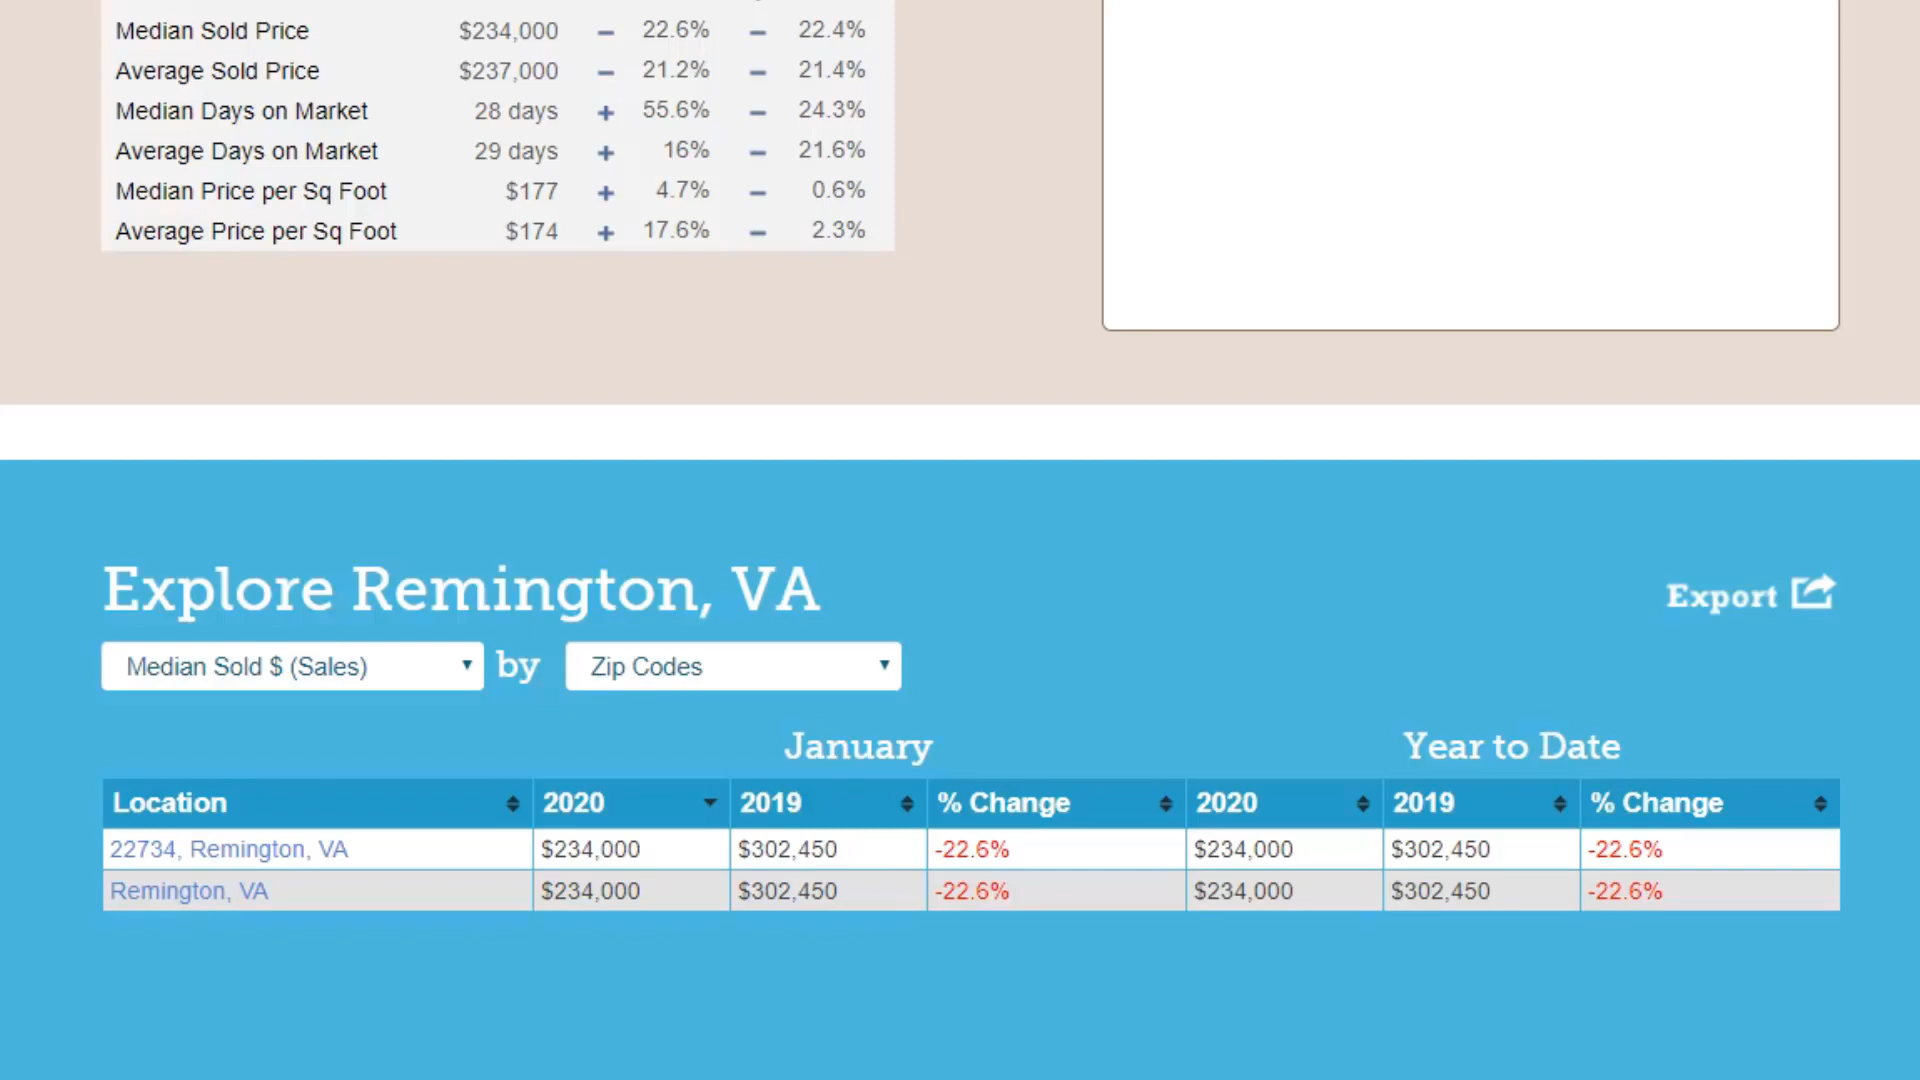 Median Sold Price $234,000 − 22.6% − 22.4%
Average Sold Price $237,000 − 21.2% − 21.4%
Median Days on Market 28 days + 55.6% − 24.3%
Average Days on Market 29 days + 16% − 21.6%
Median Price per Sq Foot $177 + 4.7% − 0.6%
Average Price per Sq Foot $174 + 17.6% − 2.3%
Explore Remington, VA
Export
Median Sold $ (Sales) by Zip Codes
January Year to Date
Location 2020 2019 % Change 2020 2019 % Change
22734, Remington, VA $234,000 $302,450 -22.6% $234,000 $302,450 -22.6%
Remington, VA $234,000 $302,450 -22.6% $234,000 $302,450 -22.6%